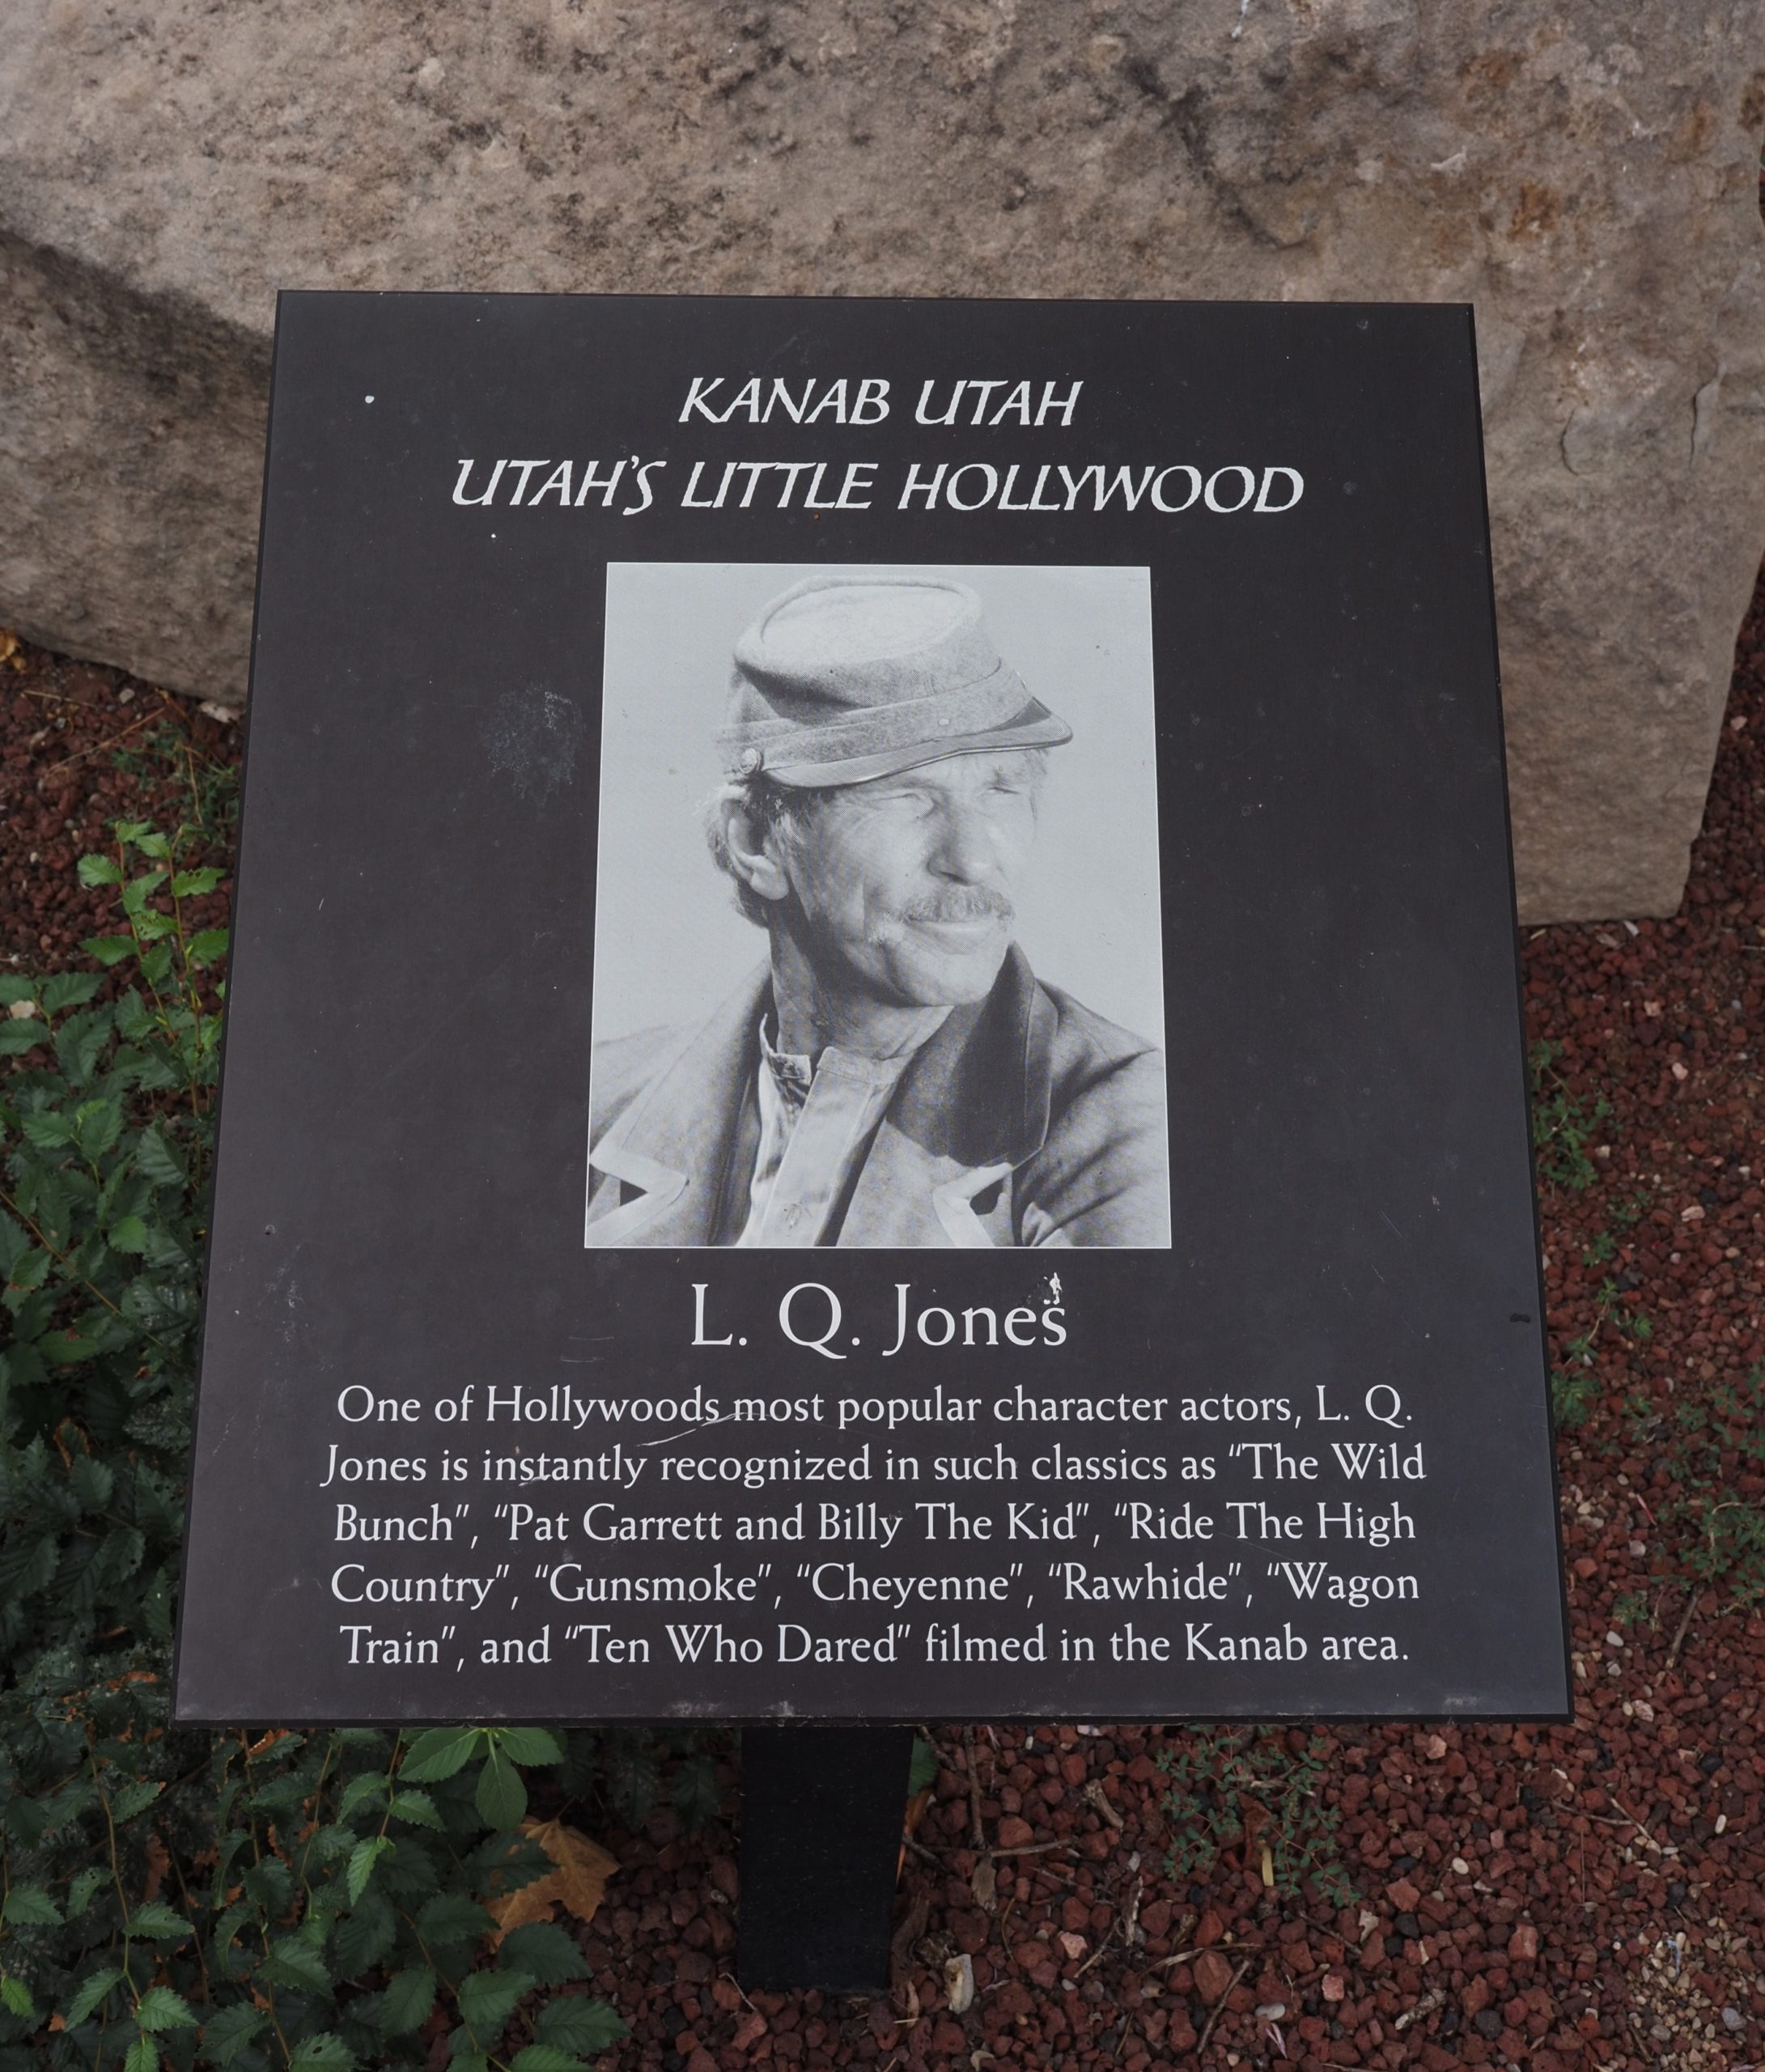 KANAB UTAH
UTAH'S LITTLE HOLLYWOOD
L. Q. Jones
One of Hollywoods most popular character actors, L. Q.
Jones is instantly recognized in such classics as “The Wild
Bunch”, “Pat Garrett and Billy The Kid”, “Ride The High
Country”, “Gunsmoke”, “Cheyenne”, “Rawhide”, “Wagon
Train”, and “Ten Who Dared” filmed in the Kanab area.